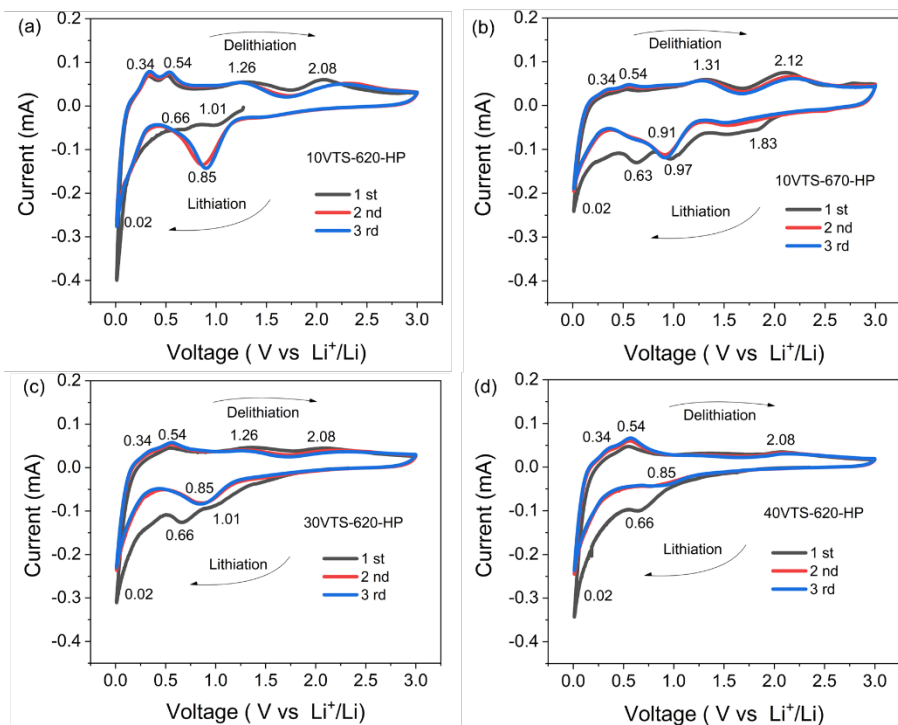 (a)
0.2
0.1
0.0
-0.1
-0.2
-0.3
-0.4
Current (mA)
0.34
0.54
Delithiation
1.26
2.08
0.66
1.01
0.85
10VTS-620-HP
0.02
Lithiation
1 st
2 nd
3 rd
0.0 0.5 1.0 1.5 2.0 2.5 3.0
Voltage ( V vs Li⁺/Li)
(b)
0.2
0.1
0.0
-0.1
-0.2
-0.3
-0.4
Current (mA)
Delithiation
0.34
0.54
1.31
2.12
0.91
1.83
0.63
0.97
10VTS-670-HP
0.02
Lithiation
1 st
2 nd
3 rd
0.0 0.5 1.0 1.5 2.0 2.5 3.0
Voltage ( V vs Li⁺/Li)
(c)
0.2
0.1
0.0
-0.1
-0.2
-0.3
-0.4
Current (mA)
Delithiation
0.34
0.54
1.26
2.08
0.85
1.01
0.66
30VTS-620-HP
0.02
Lithiation
1 st
2 nd
3 rd
0.0 0.5 1.0 1.5 2.0 2.5 3.0
Voltage ( V vs Li⁺/Li)
(d)
0.2
0.1
0.0
-0.1
-0.2
-0.3
-0.4
Current (mA)
Delithiation
0.54
0.34
2.08
0.85
0.66
40VTS-620-HP
0.02
Lithiation
1 st
2 nd
3 rd
0.0 0.5 1.0 1.5 2.0 2.5 3.0
Voltage ( V vs Li⁺/Li)